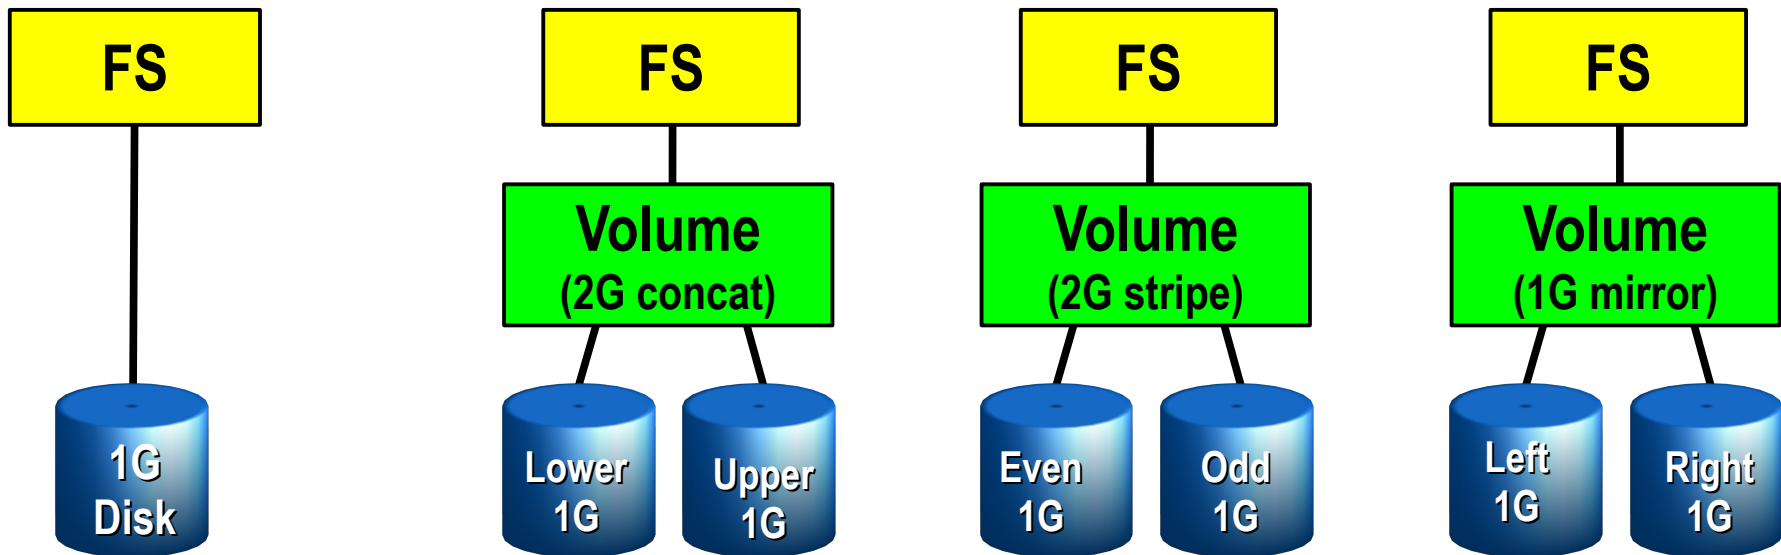 FS
1G
Disk
FS
Volume
(2G concat)
Lower
1G
Upper
1G
FS
Volume
(2G stripe)
Even
1G
Odd
1G
FS
Volume
(1G mirror)
Left
1G
Right
1G